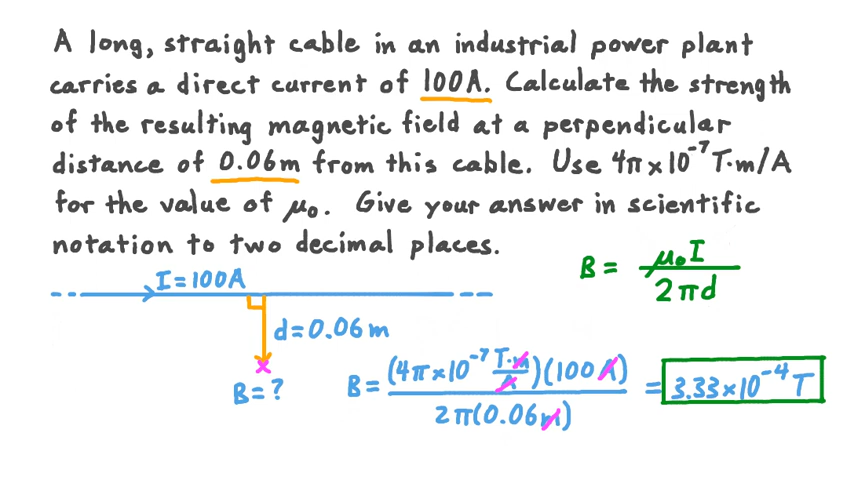 A long, straight cable in an industrial power plant
carries a direct current of 100A. Calculate the strength
of the resulting magnetic field at a perpendicular
distance of 0.06m from this cable. Use 4π×10⁻⁷T·m/A
for the value of μ₀. Give your answer in scientific
notation to two decimal places.
B = μ₀I / 2πd
I=100A
d=0.06m
x
B=?
B = (4π×10⁻⁷ T·m/A)(100A) / 2π(0.06m) = 3.33×10⁻⁴T